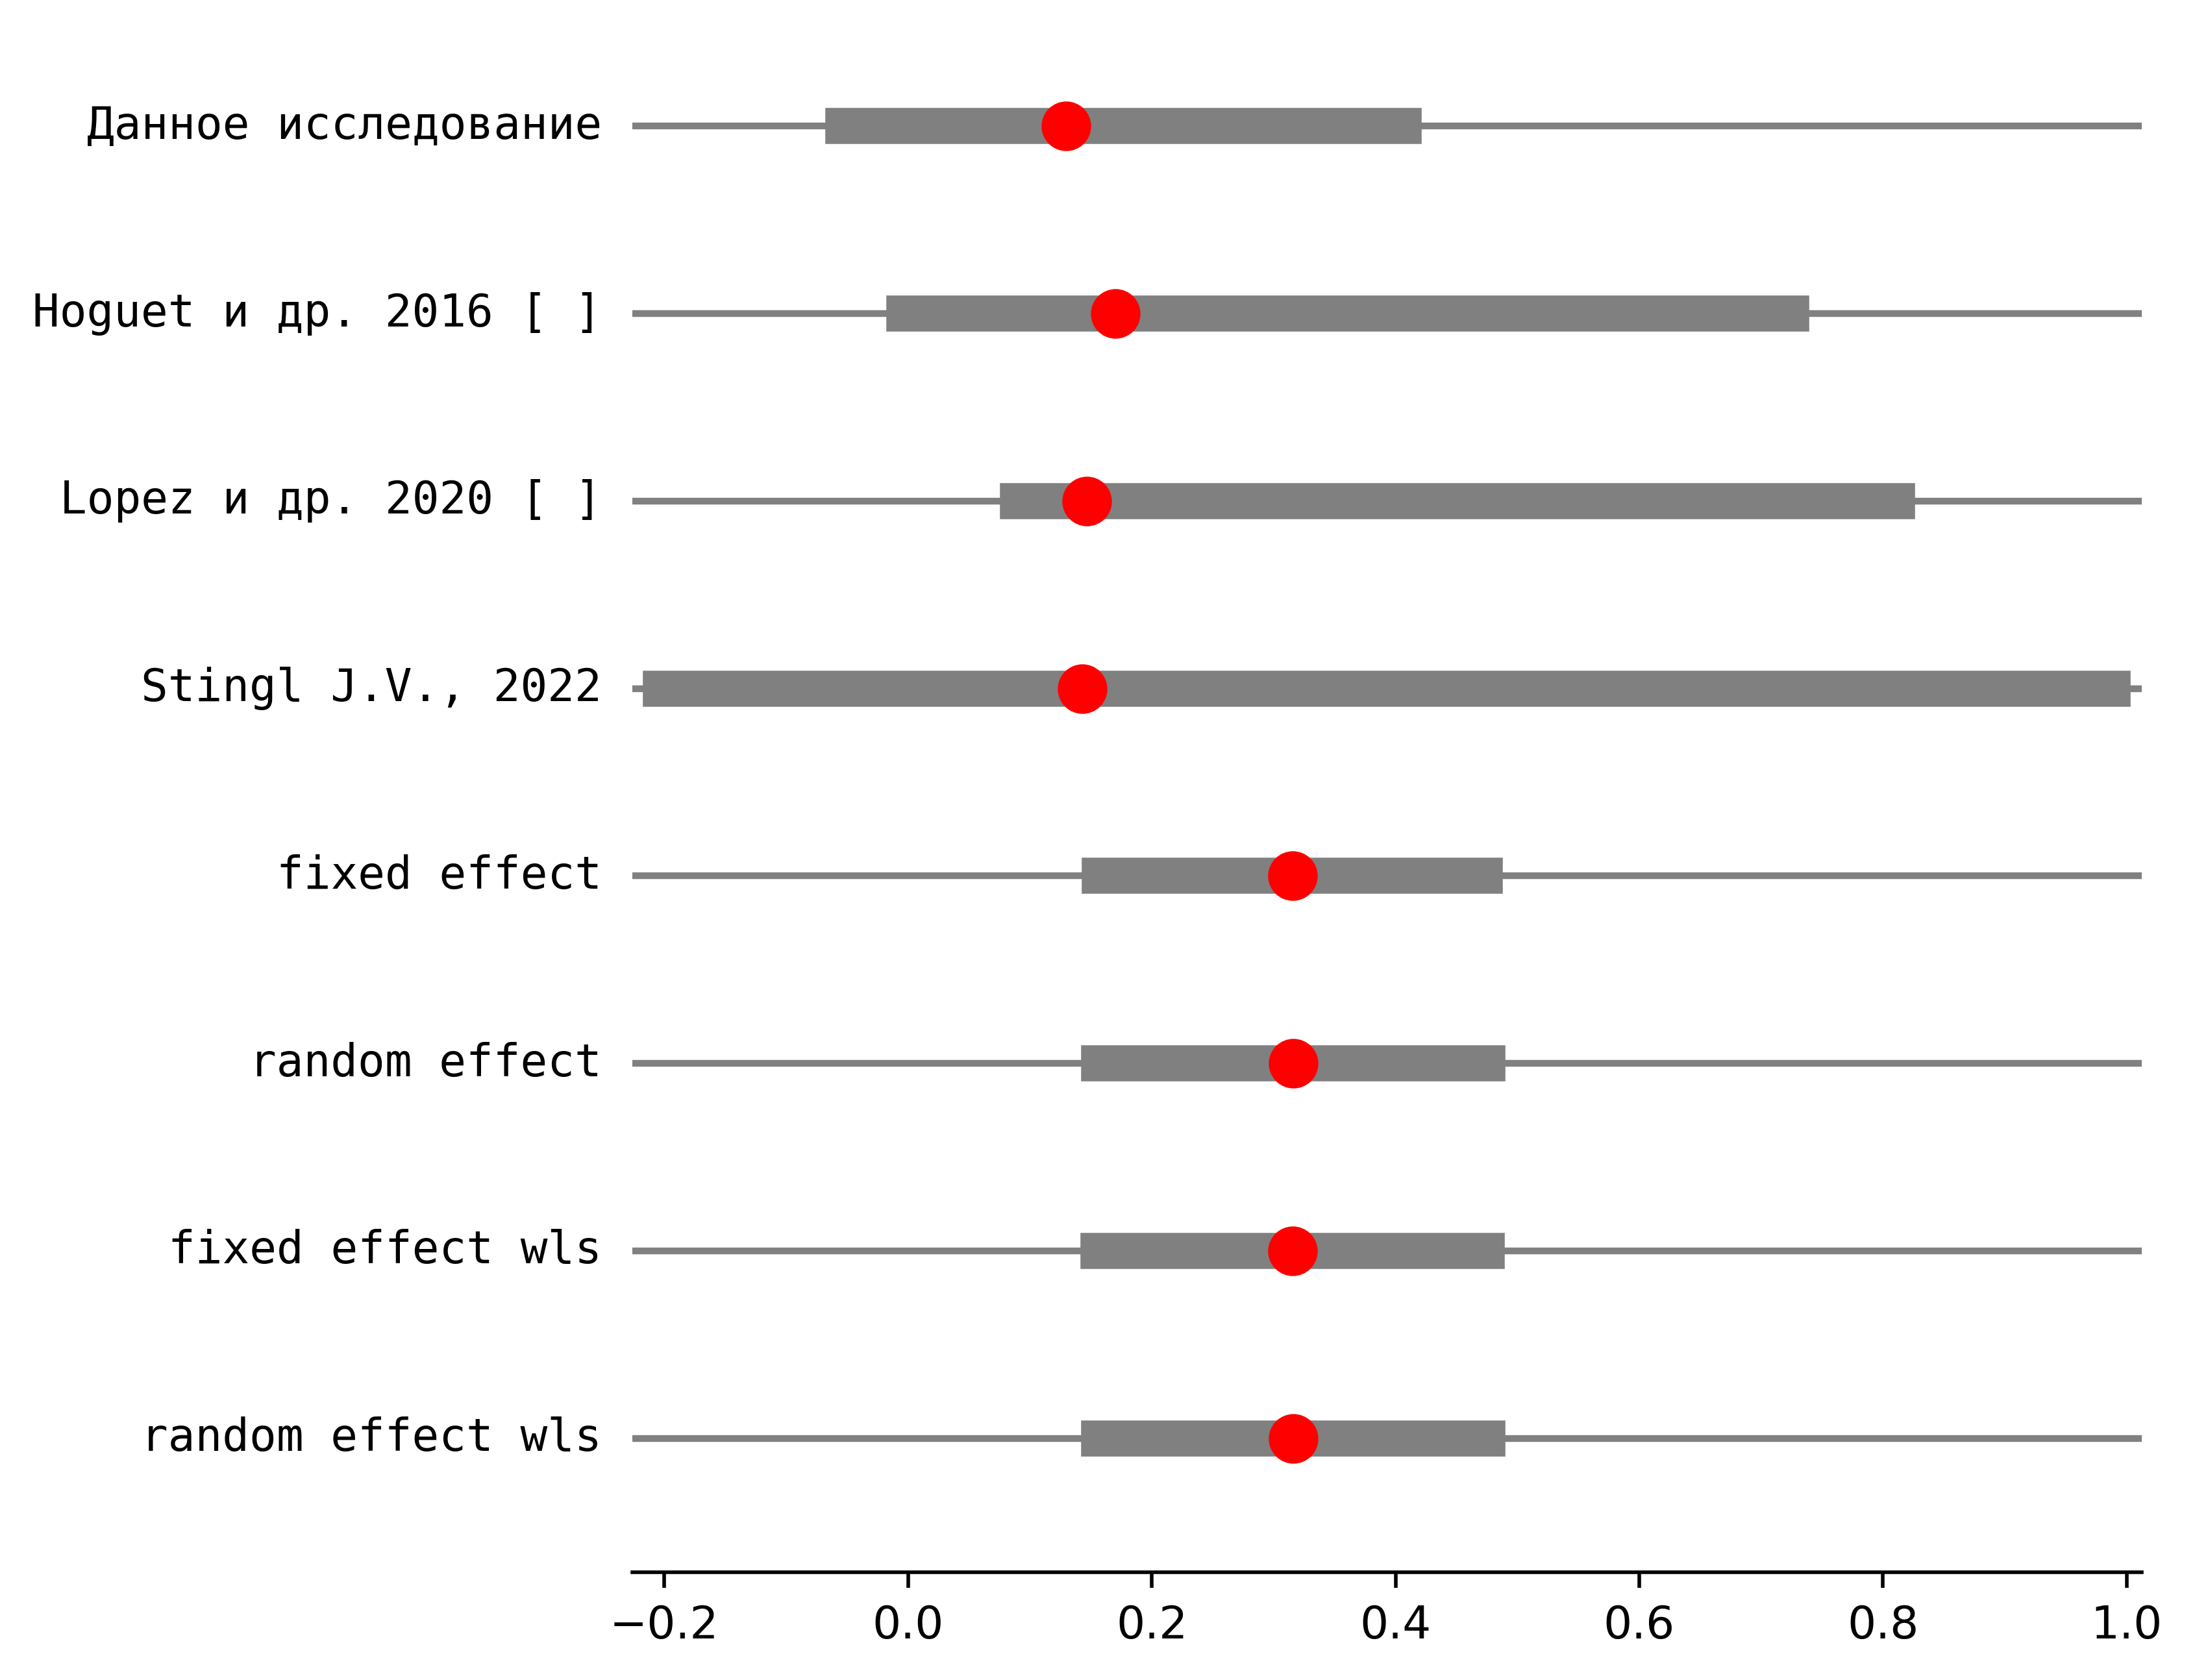 Данное исследование
Hoguet и др. 2016 [ ]
Lopez и др. 2020 [ ]
Stingl J.V., 2022
fixed effect
random effect
fixed effect wls
random effect wls
−0.2 0.0 0.2 0.4 0.6 0.8 1.0